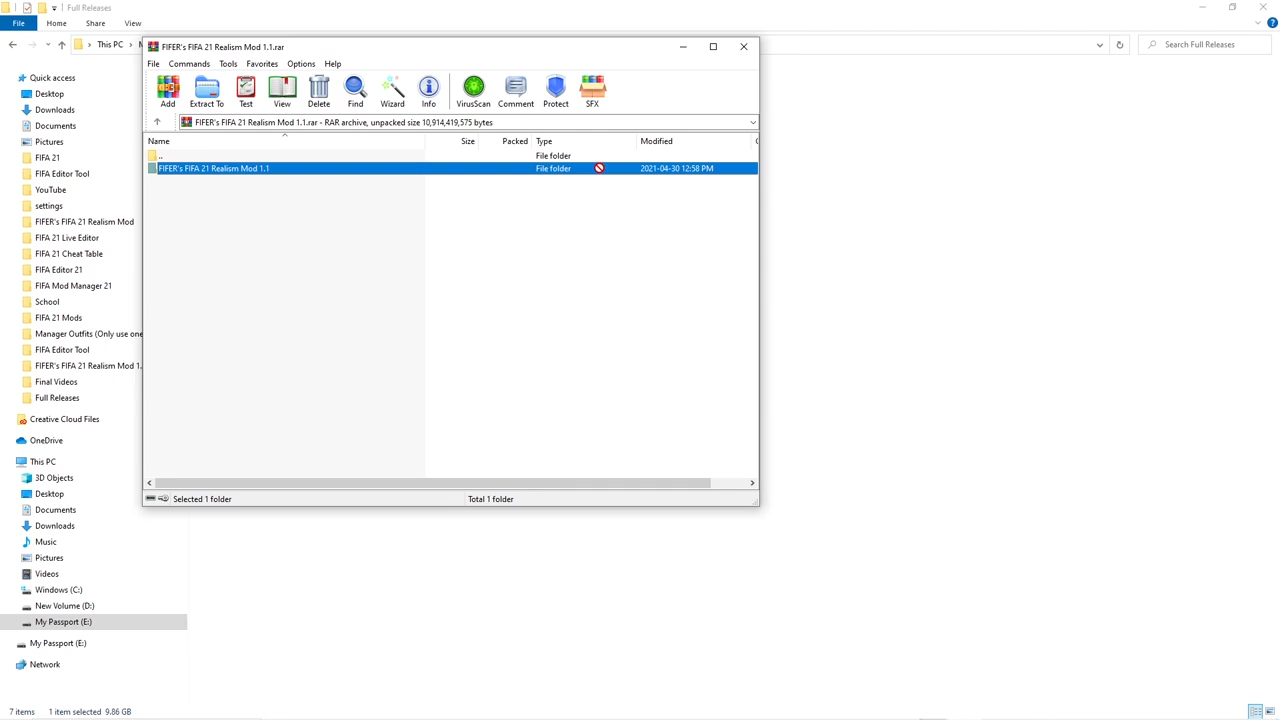 Full Releases
File Home Share View
This PC Search Full Releases
FIFER's FIFA 21 Realism Mod 1.1.rar
File Commands Tools Favorites Options Help
Add Extract To Test View Delete Find Wizard Info VirusScan Comment Protect SFX
FIFER's FIFA 21 Realism Mod 1.1.rar - RAR archive, unpacked size 10,914,419,575 bytes
Name Size Packed Type Modified
.. File folder
FIFER's FIFA 21 Realism Mod 1.1 File folder 2021-04-30 12:58 PM
Selected 1 folder Total 1 folder
Quick access
Desktop
Downloads
Documents
Pictures
FIFA 21
FIFA Editor Tool
YouTube
settings
FIFER's FIFA 21 Realism Mod
FIFA 21 Live Editor
FIFA 21 Cheat Table
FIFA Editor 21
FIFA Mod Manager 21
School
FIFA 21 Mods
Manager Outfits (Only use one
FIFA Editor Tool
FIFER's FIFA 21 Realism Mod 1.
Final Videos
Full Releases
Creative Cloud Files
OneDrive
This PC
3D Objects
Desktop
Documents
Downloads
Music
Pictures
Videos
Windows (C:)
New Volume (D:)
My Passport (E:)
My Passport (E:)
Network
7 items 1 item selected 9.86 GB